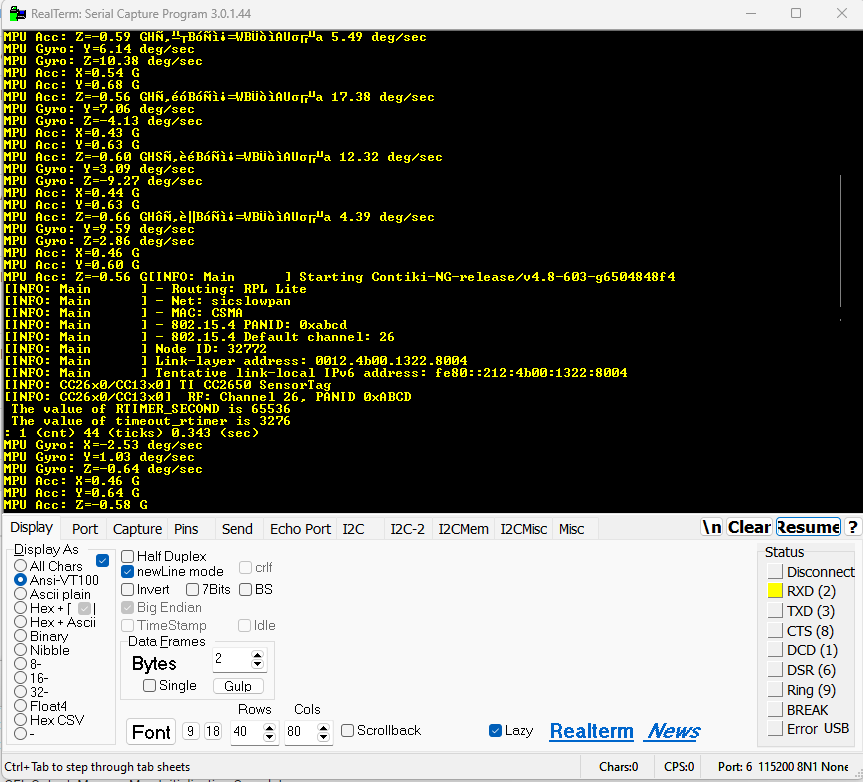 RealTerm: Serial Capture Program 3.0.1.44
MPU Acc: Z=-0.59 GHÑ 5.49 deg/sec
MPU Gyro: Y=6.14 deg/sec
MPU Gyro: Z=10.38 deg/sec
MPU Acc: X=0.54 G
MPU Acc: Y=0.68 G
MPU Acc: Z=-0.56 GHÑ 17.38 deg/sec
MPU Gyro: Y=7.06 deg/sec
MPU Gyro: Z=-4.13 deg/sec
MPU Acc: X=0.43 G
MPU Acc: Y=0.63 G
MPU Acc: Z=-0.60 GHSÑ 12.32 deg/sec
MPU Gyro: Y=3.09 deg/sec
MPU Gyro: Z=-9.27 deg/sec
MPU Acc: X=0.44 G
MPU Acc: Y=0.63 G
MPU Acc: Z=-0.66 GHôÑ 4.39 deg/sec
MPU Gyro: Y=9.59 deg/sec
MPU Gyro: Z=2.86 deg/sec
MPU Acc: X=0.46 G
MPU Acc: Y=0.60 G
MPU Acc: Z=-0.56 G[INFO: Main ] Starting Contiki-NG-release/v4.8-603-g6504848f4
[INFO: Main ] - Routing: RPL Lite
[INFO: Main ] - Net: sicslowpan
[INFO: Main ] - MAC: CSMA
[INFO: Main ] - 802.15.4 PANID: 0xabcd
[INFO: Main ] - 802.15.4 Default channel: 26
[INFO: Main ] Node ID: 32772
[INFO: Main ] Link-layer address: 0012.4b00.1322.8004
[INFO: Main ] Tentative link-local IPv6 address: fe80::212:4b00:1322:8004
[INFO: CC26x0/CC13x0] TI CC2650 SensorTag
[INFO: CC26x0/CC13x0] RF: Channel 26, PANID 0xABCD
The value of RTIMER_SECOND is 65536
The value of timeout_rtimer is 3276
: 1 (cnt) 44 (ticks) 0.343 (sec)
MPU Gyro: X=-2.53 deg/sec
MPU Gyro: Y=1.03 deg/sec
MPU Gyro: Z=-0.64 deg/sec
MPU Acc: X=0.46 G
MPU Acc: Y=0.64 G
MPU Acc: Z=-0.58 G
Display Port Capture Pins Send Echo Port I2C I2C-2 I2CMem I2CMisc Misc \n Clear Resume ?
Display As
All Chars
Ansi-VT100
Ascii plain
Hex + [ ]
Hex + Ascii
Binary
Nibble
8-
16-
32-
Float4
Hex CSV
-
Half Duplex
newLine mode crlf
Invert 7Bits BS
Big Endian
TimeStamp Idle
Data Frames
Bytes 2
Single Gulp
Rows Cols
Font 9 18 40 80 Scrollback
Lazy Realterm News
Status
Disconnect
RXD (2)
TXD (3)
CTS (8)
DCD (1)
DSR (6)
Ring (9)
BREAK
Error USB
Ctrl+Tab to step through tab sheets Chars:0 CPS:0 Port: 6 115200 8N1 None